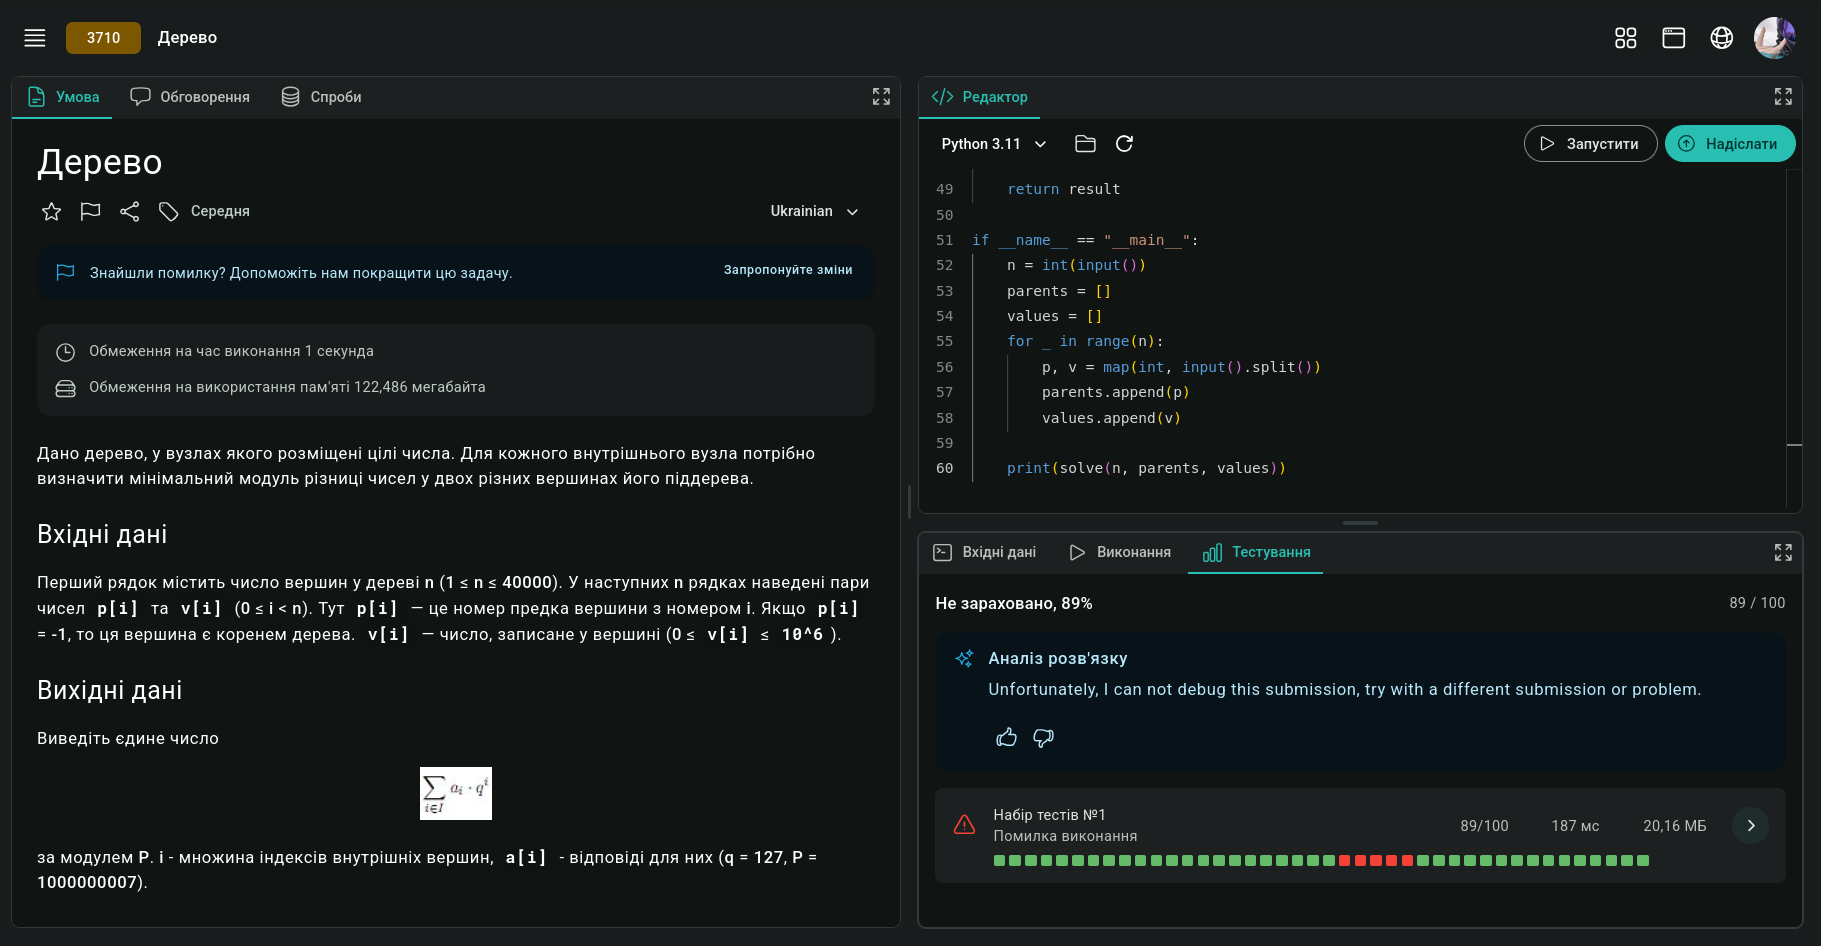 3710 Дерево
Умова Обговорення Спроби
Дерево
Середня Ukrainian
Знайшли помилку? Допоможіть нам покращити цю задачу. Запропонуйте зміни
Обмеження на час виконання 1 секунда
Обмеження на використання пам'яті 122,486 мегабайта
Дано дерево, у вузлах якого розміщені цілі числа. Для кожного внутрішнього вузла потрібно
визначити мінімальний модуль різниці чисел у двох різних вершинах його піддерева.
Вхідні дані
Перший рядок містить число вершин у дереві n (1 ≤ n ≤ 40000). У наступних n рядках наведені пари
чисел p[i] та v[i] (0 ≤ i < n). Тут p[i] — це номер предка вершини з номером i. Якщо p[i]
= -1, то ця вершина є коренем дерева. v[i] — число, записане у вершині (0 ≤ v[i] ≤ 10^6 ).
Вихідні дані
Виведіть єдине число
∑ aᵢ · qⁱ
i∈I
за модулем P. i - множина індексів внутрішніх вершин, a[i] - відповіді для них (q = 127, P =
1000000007).
Редактор
Python 3.11 Запустити Надіслати
49 return result
50
51 if __name__ == "__main__":
52 n = int(input())
53 parents = []
54 values = []
55 for _ in range(n):
56 p, v = map(int, input().split())
57 parents.append(p)
58 values.append(v)
59
60 print(solve(n, parents, values))
Вхідні дані Виконання Тестування
Не зараховано, 89% 89 / 100
Аналіз розв'язку
Unfortunately, I can not debug this submission, try with a different submission or problem.
Набір тестів №1
Помилка виконання
89/100 187 мс 20,16 МБ